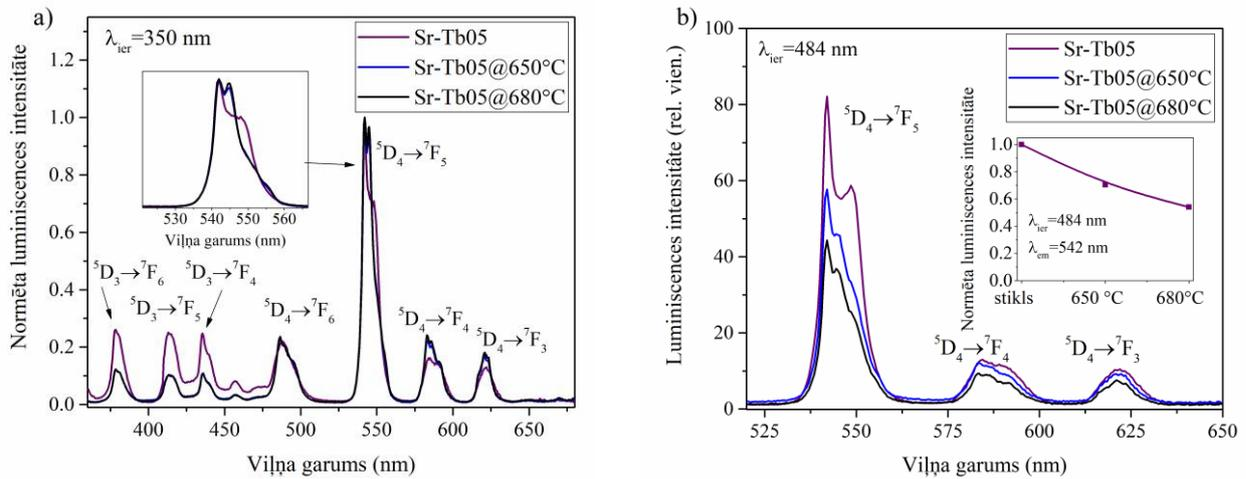 a)
λier=350 nm
Sr-Tb05
Sr-Tb05@650°C
Sr-Tb05@680°C
Normēta luminiscences intensitāte
1.2
1.0
0.8
0.6
0.4
0.2
0.0
530 540 550 560
Viļņa garums (nm)
⁵D₄→⁷F₅
⁵D₃→⁷F₆
⁵D₃→⁷F₄
⁵D₃→⁷F₅
⁵D₄→⁷F₆
⁵D₄→⁷F₄
⁵D₄→⁷F₃
400 450 500 550 600 650
Viļņa garums (nm)
b)
λier=484 nm
Sr-Tb05
Sr-Tb05@650°C
Sr-Tb05@680°C
Luminiscences intensitāte (rel. vien.)
100
80
60
40
20
0
⁵D₄→⁷F₅
Normēta luminiscences intensitāte
1.0
0.8
0.6
0.4
0.2
0.0
λier=484 nm
λem=542 nm
stikls 650 °C 680°C
⁵D₄→⁷F₄
⁵D₄→⁷F₃
525 550 575 600 625 650
Viļņa garums (nm)